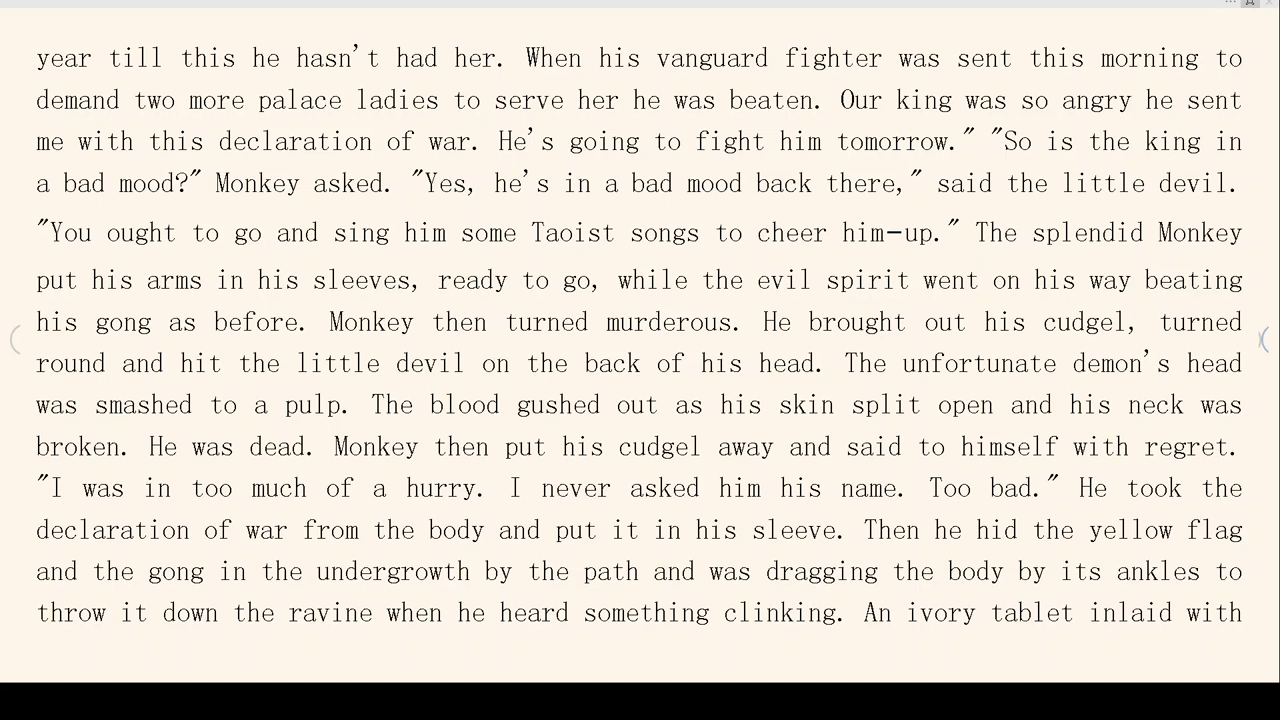 year till this he hasn't had her. When his vanguard fighter was sent this morning to
demand two more palace ladies to serve her he was beaten. Our king was so angry he sent
me with this declaration of war. He's going to fight him tomorrow." "So is the king in
a bad mood?" Monkey asked. "Yes, he's in a bad mood back there," said the little devil.
"You ought to go and sing him some Taoist songs to cheer him-up." The splendid Monkey
put his arms in his sleeves, ready to go, while the evil spirit went on his way beating
his gong as before. Monkey then turned murderous. He brought out his cudgel, turned
round and hit the little devil on the back of his head. The unfortunate demon's head
was smashed to a pulp. The blood gushed out as his skin split open and his neck was
broken. He was dead. Monkey then put his cudgel away and said to himself with regret.
"I was in too much of a hurry. I never asked him his name. Too bad." He took the
declaration of war from the body and put it in his sleeve. Then he hid the yellow flag
and the gong in the undergrowth by the path and was dragging the body by its ankles to
throw it down the ravine when he heard something clinking. An ivory tablet inlaid with